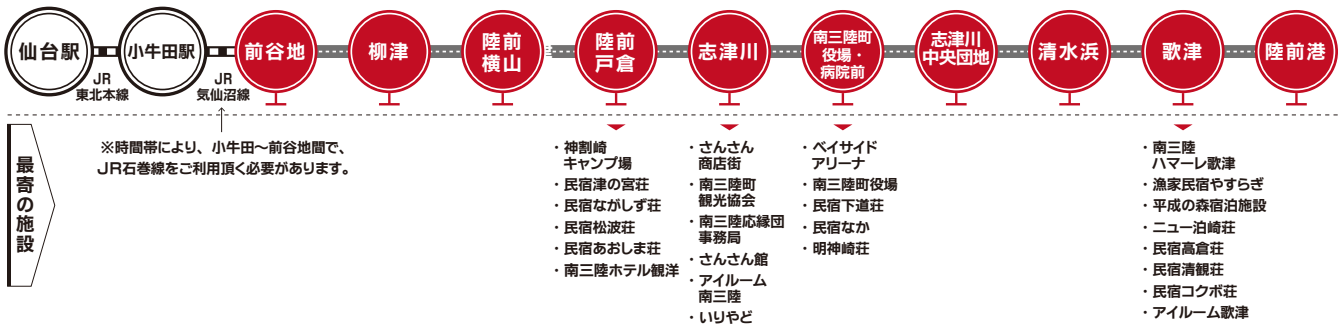 仙台駅
小牛田駅
前谷地
柳津
陸前
横山
陸前
戸倉
志津川
南三陸町
役場・
病院前
志津川
中央団地
清水浜
歌津
陸前港
JR
東北本線
JR
気仙沼線
※時間帯により、小牛田〜前谷地間で、
JR石巻線をご利用頂く必要があります。
最寄の施設
・神割崎
キャンプ場
・民宿津の宮荘
・民宿ながしず荘
・民宿松波荘
・民宿あおしま荘
・南三陸ホテル観洋
・さんさん
商店街
・南三陸町
観光協会
・南三陸応縁団
事務局
・さんさん館
・アイルーム
南三陸
・いりやど
・ベイサイド
アリーナ
・南三陸町役場
・民宿下道荘
・民宿なか
・明神崎荘
・南三陸
ハマーレ歌津
・漁家民宿やすらぎ
・平成の森宿泊施設
・ニュー泊崎荘
・民宿高倉荘
・民宿清観荘
・民宿コクボ荘
・アイルーム歌津